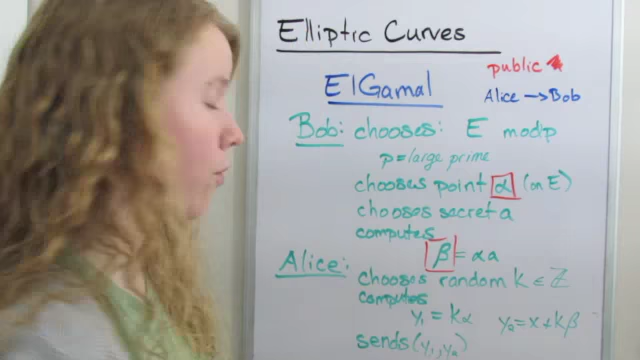 Elliptic Curves
public
ElGamal
Alice → Bob
Bob: chooses: E mod p
p = large prime
chooses point α (on E)
chooses secret a
computes
β = αa
Alice:
chooses random k ∈ ℤ
computes
y₁ = kα y₂ = x + kβ
sends (y₁, y₂)